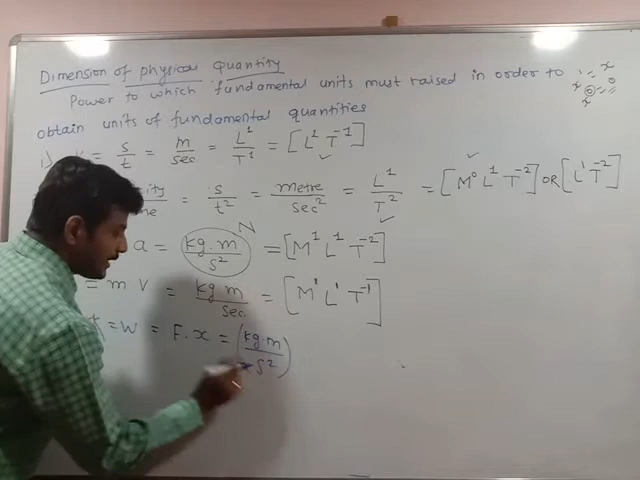 Dimension of physical Quantity
Power to which fundamental units must raised in order to
obtain units of fundamental quantities
1) = s/t = m/sec = L¹/T¹ = [L¹ T⁻¹]
= s/t² = metre/sec² = L¹/T² = [M⁰ L¹ T⁻²] OR [L¹ T⁻²]
a = kg.m/s² N = [M¹ L¹ T⁻²]
= m v = kg m/sec = [M¹ L¹ T⁻¹]
= W = F.x = (kg.m/s²)